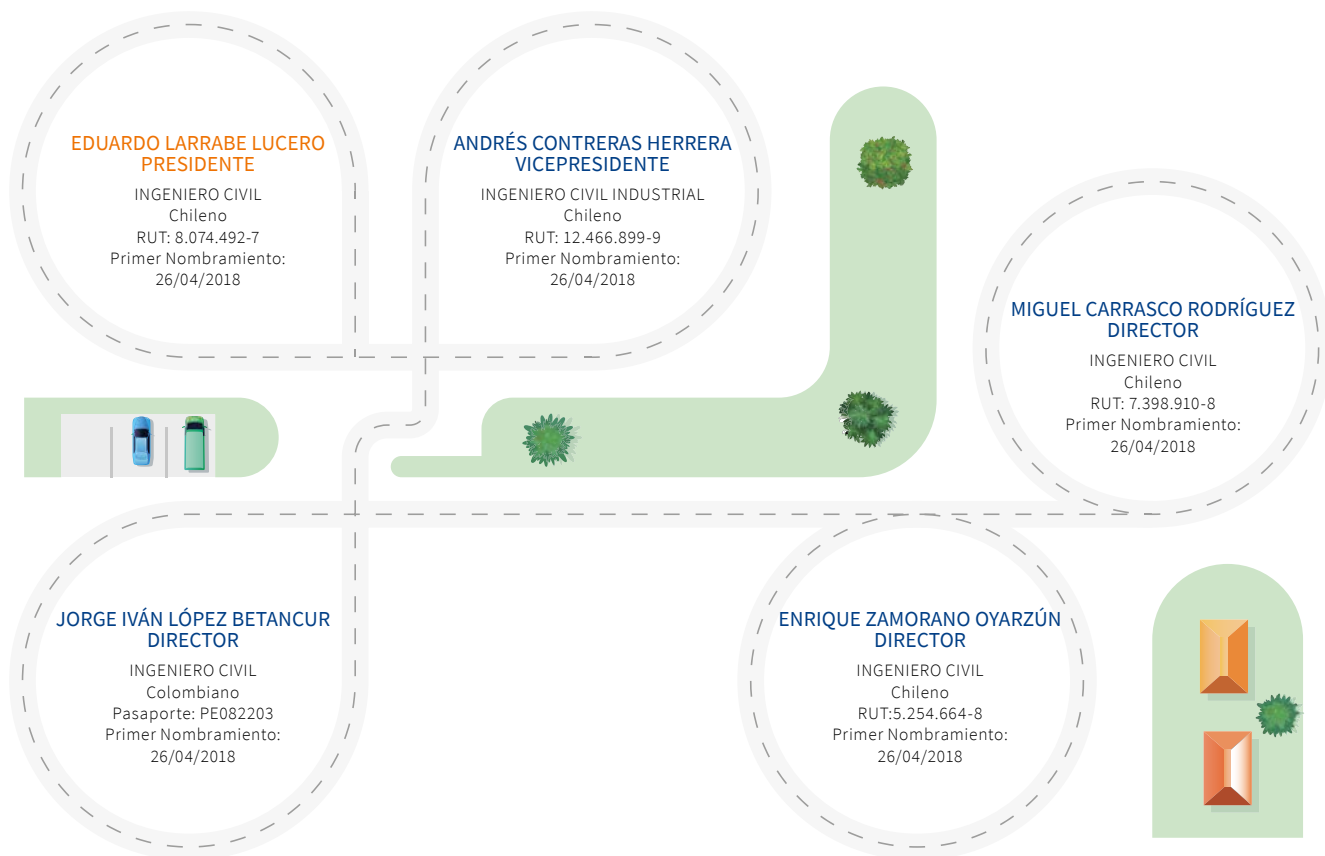 EDUARDO LARRABE LUCERO
PRESIDENTE
INGENIERO CIVIL
Chileno
RUT: 8.074.492-7
Primer Nombramiento:
26/04/2018
ANDRÉS CONTRERAS HERRERA
VICEPRESIDENTE
INGENIERO CIVIL INDUSTRIAL
Chileno
RUT: 12.466.899-9
Primer Nombramiento:
26/04/2018
MIGUEL CARRASCO RODRÍGUEZ
DIRECTOR
INGENIERO CIVIL
Chileno
RUT: 7.398.910-8
Primer Nombramiento:
26/04/2018
JORGE IVÁN LÓPEZ BETANCUR
DIRECTOR
INGENIERO CIVIL
Colombiano
Pasaporte: PE082203
Primer Nombramiento:
26/04/2018
ENRIQUE ZAMORANO OYARZÚN
DIRECTOR
INGENIERO CIVIL
Chileno
RUT:5.254.664-8
Primer Nombramiento:
26/04/2018